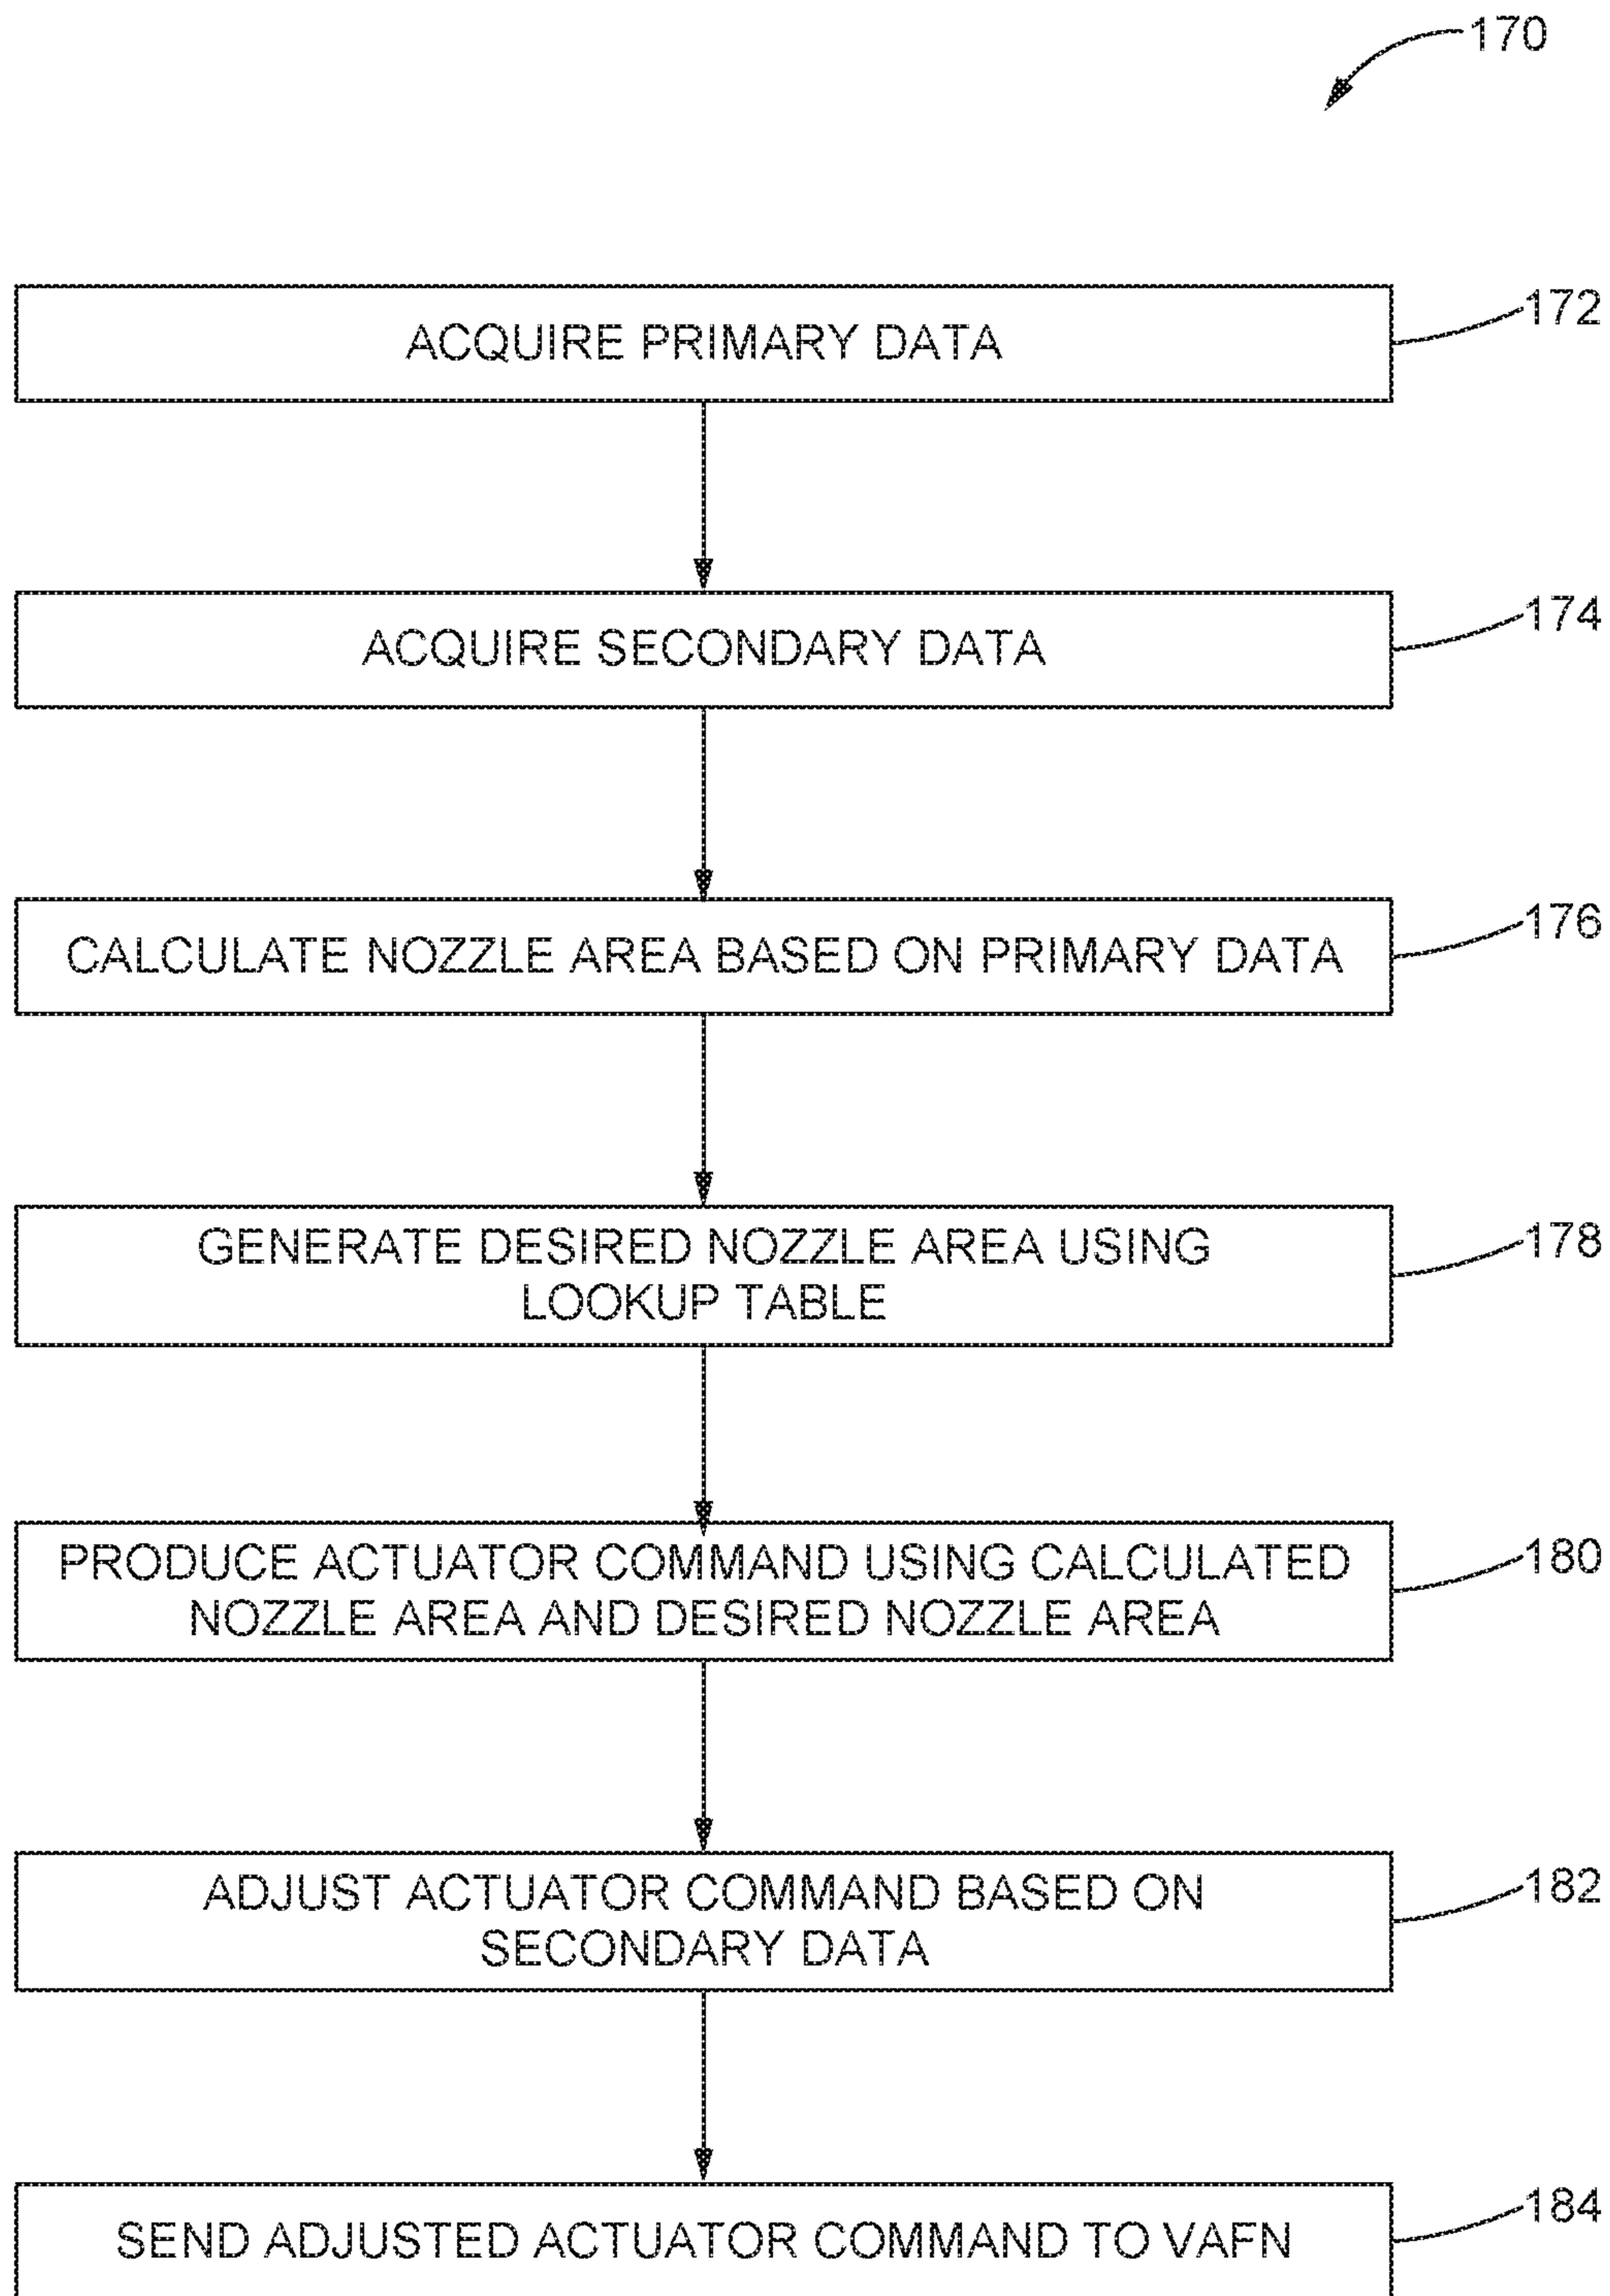 170
ACQUIRE PRIMARY DATA
172
ACQUIRE SECONDARY DATA
174
CALCULATE NOZZLE AREA BASED ON PRIMARY DATA
176
GENERATE DESIRED NOZZLE AREA USING
LOOKUP TABLE
178
PRODUCE ACTUATOR COMMAND USING CALCULATED
NOZZLE AREA AND DESIRED NOZZLE AREA
180
ADJUST ACTUATOR COMMAND BASED ON
SECONDARY DATA
182
SEND ADJUSTED ACTUATOR COMMAND TO VAFN
184